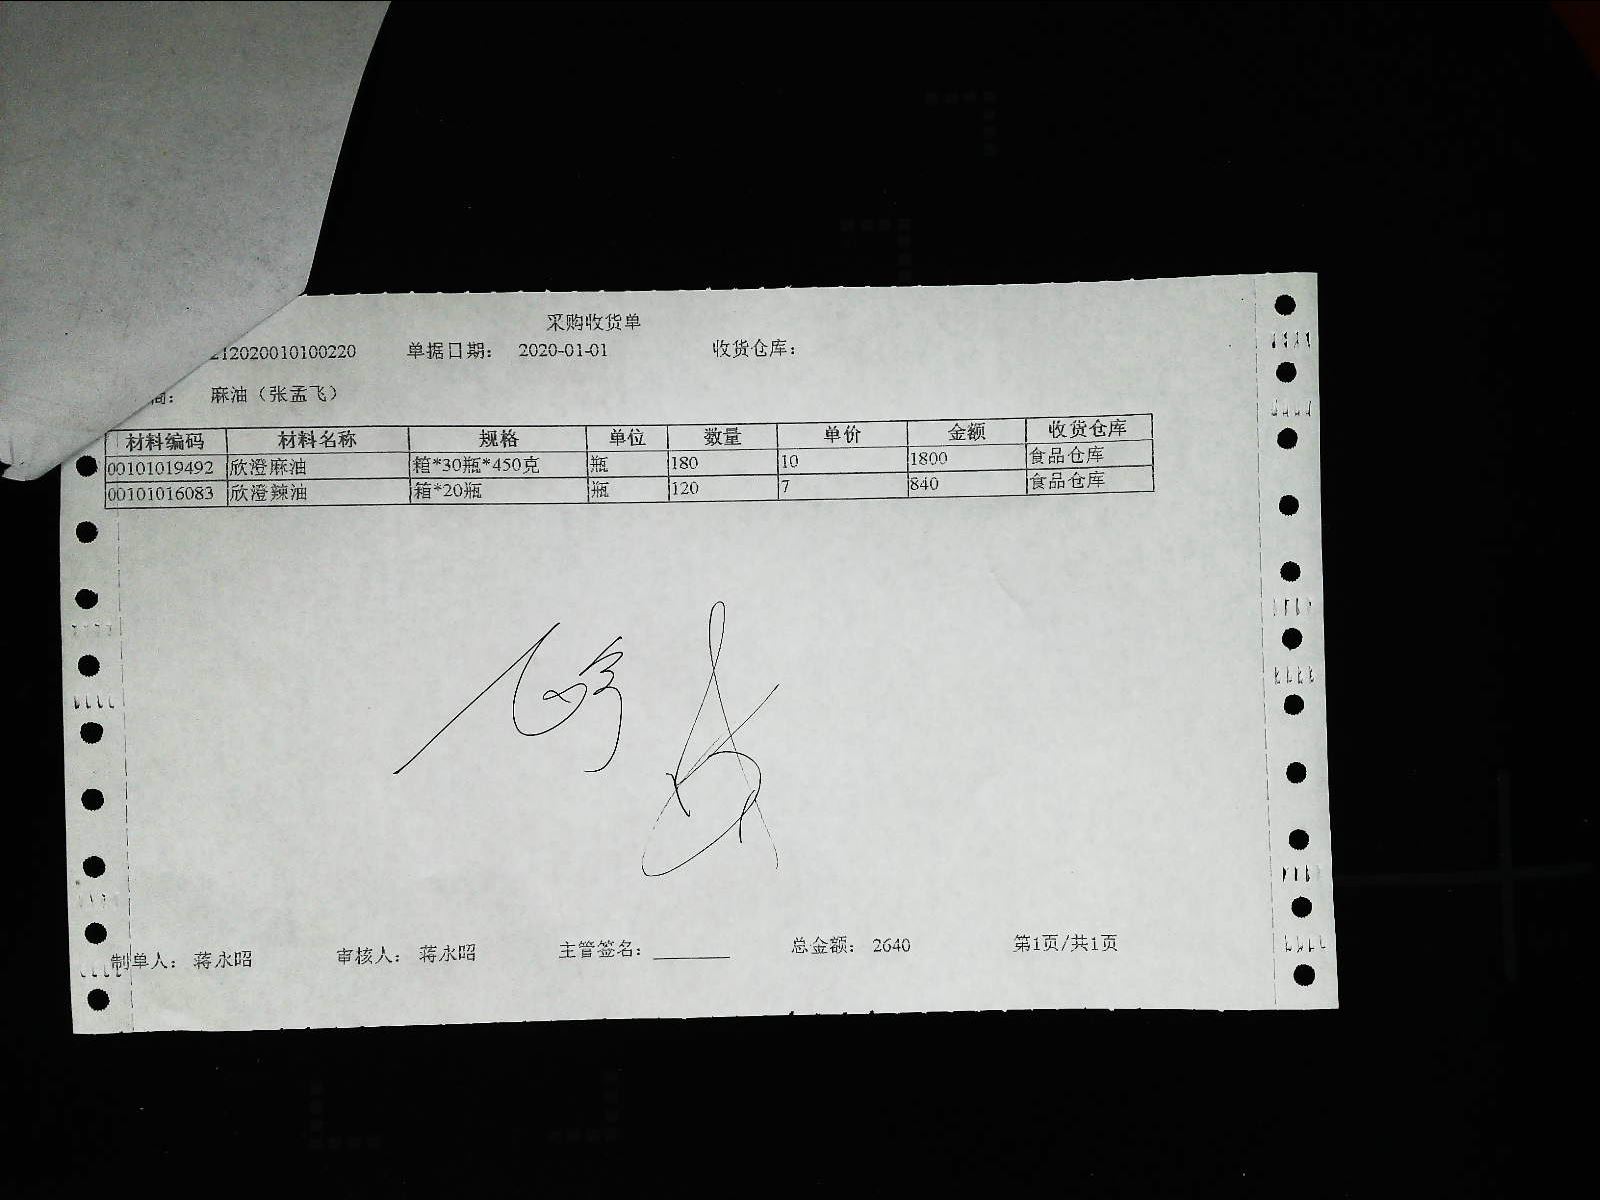 采购收货单
212020010100220 单据日期: 2020-01-01 收货仓库:
商: 麻油（张孟飞）
材料编码 材料名称 规格 单位 数量 单价 金额 收货仓库
00101019492 欣澄麻油 箱*30瓶*450克 瓶 180 10 1800 食品仓库
00101016083 欣澄辣油 箱*20瓶 瓶 120 7 840 食品仓库
制单人: 蒋永昭 审核人: 蒋永昭 主管签名: 总金额: 2640 第1页/共1页